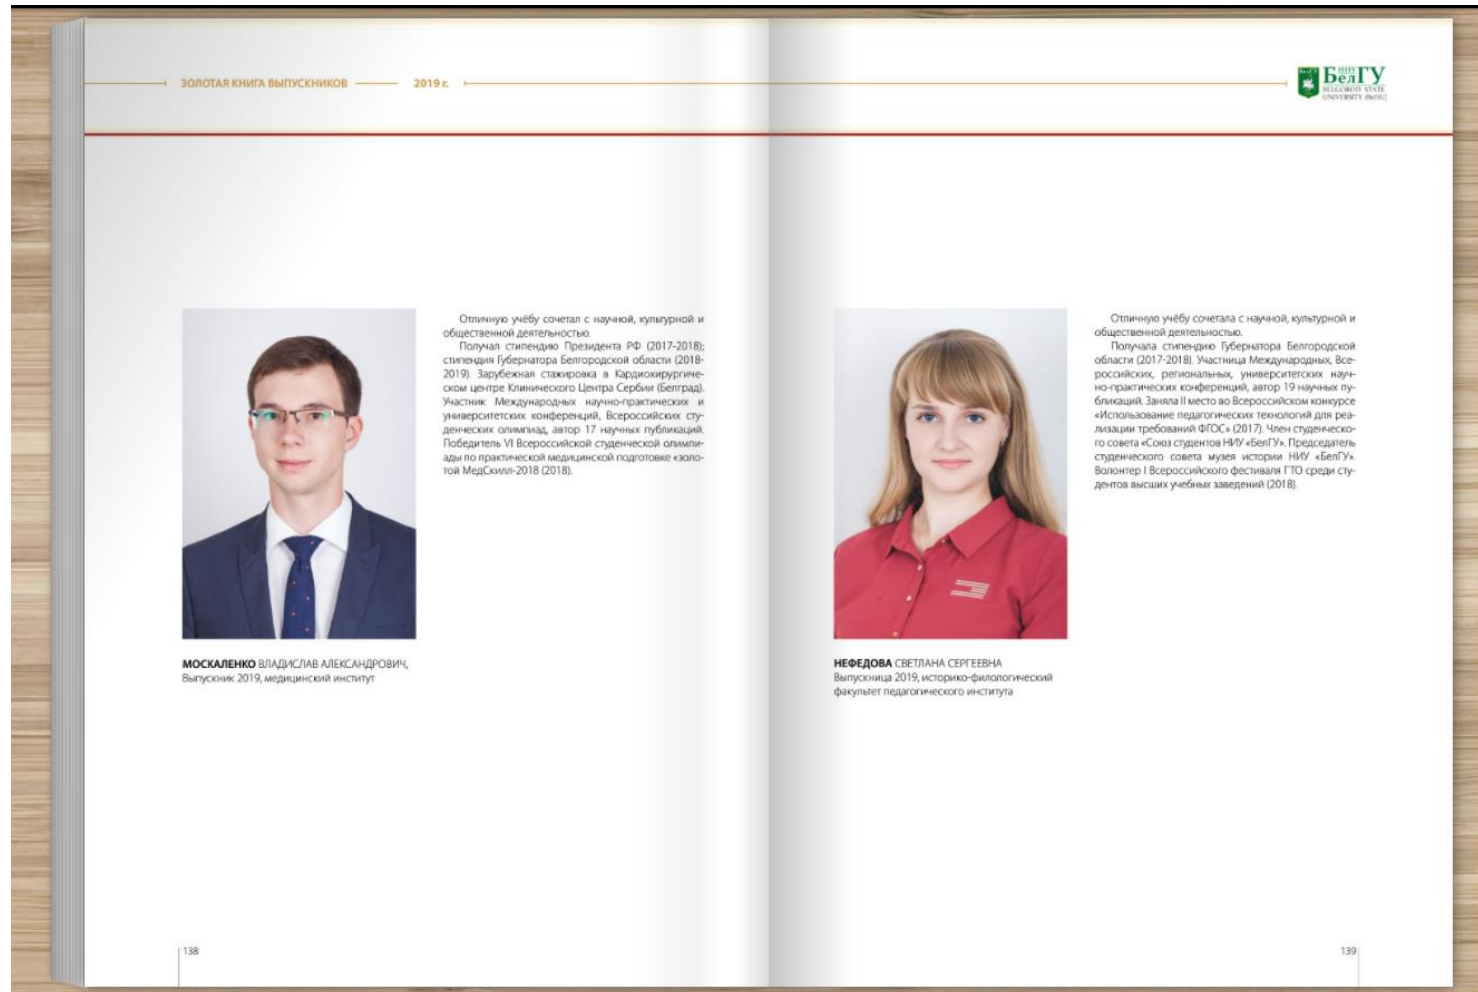 ЗОЛОТАЯ КНИГА ВЫПУСКНИКОВ 2019 г.
НИУ
БелГУ
BELGOROD STATE
UNIVERSITY (BelSU)
Отличную учёбу сочетал с научной, культурной и
общественной деятельностью.
Получал стипендию Президента РФ (2017-2018);
стипендия Губернатора Белгородской области (2018-
2019). Зарубежная стажировка в Кардиохирургиче-
ском центре Клинического Центра Сербии (Белград).
Участник Международных научно-практических и
университетских конференций, Всероссийских сту-
денческих олимпиад, автор 17 научных публикаций.
Победитель VI Всероссийской студенческой олимпи-
ады по практической медицинской подготовке «золо-
той МедСкилл-2018 (2018).
МОСКАЛЕНКО ВЛАДИСЛАВ АЛЕКСАНДРОВИЧ,
Выпускник 2019, медицинский институт
138
Отличную учёбу сочетала с научной, культурной и
общественной деятельностью.
Получала стипендию Губернатора Белгородской
области (2017-2018). Участница Международных, Все-
российских, региональных, университетских науч-
но-практических конференций, автор 19 научных пу-
бликаций. Заняла II место во Всероссийском конкурсе
«Использование педагогических технологий для реа-
лизации требований ФГОС» (2017). Член студенческо-
го совета «Союз студентов НИУ «БелГУ». Председатель
студенческого совета музея истории НИУ «БелГУ».
Волонтер I Всероссийского фестиваля ГТО среди сту-
дентов высших учебных заведений (2018).
НЕФЕДОВА СВЕТЛАНА СЕРГЕЕВНА
Выпускница 2019, историко-филологический
факультет педагогического института
139